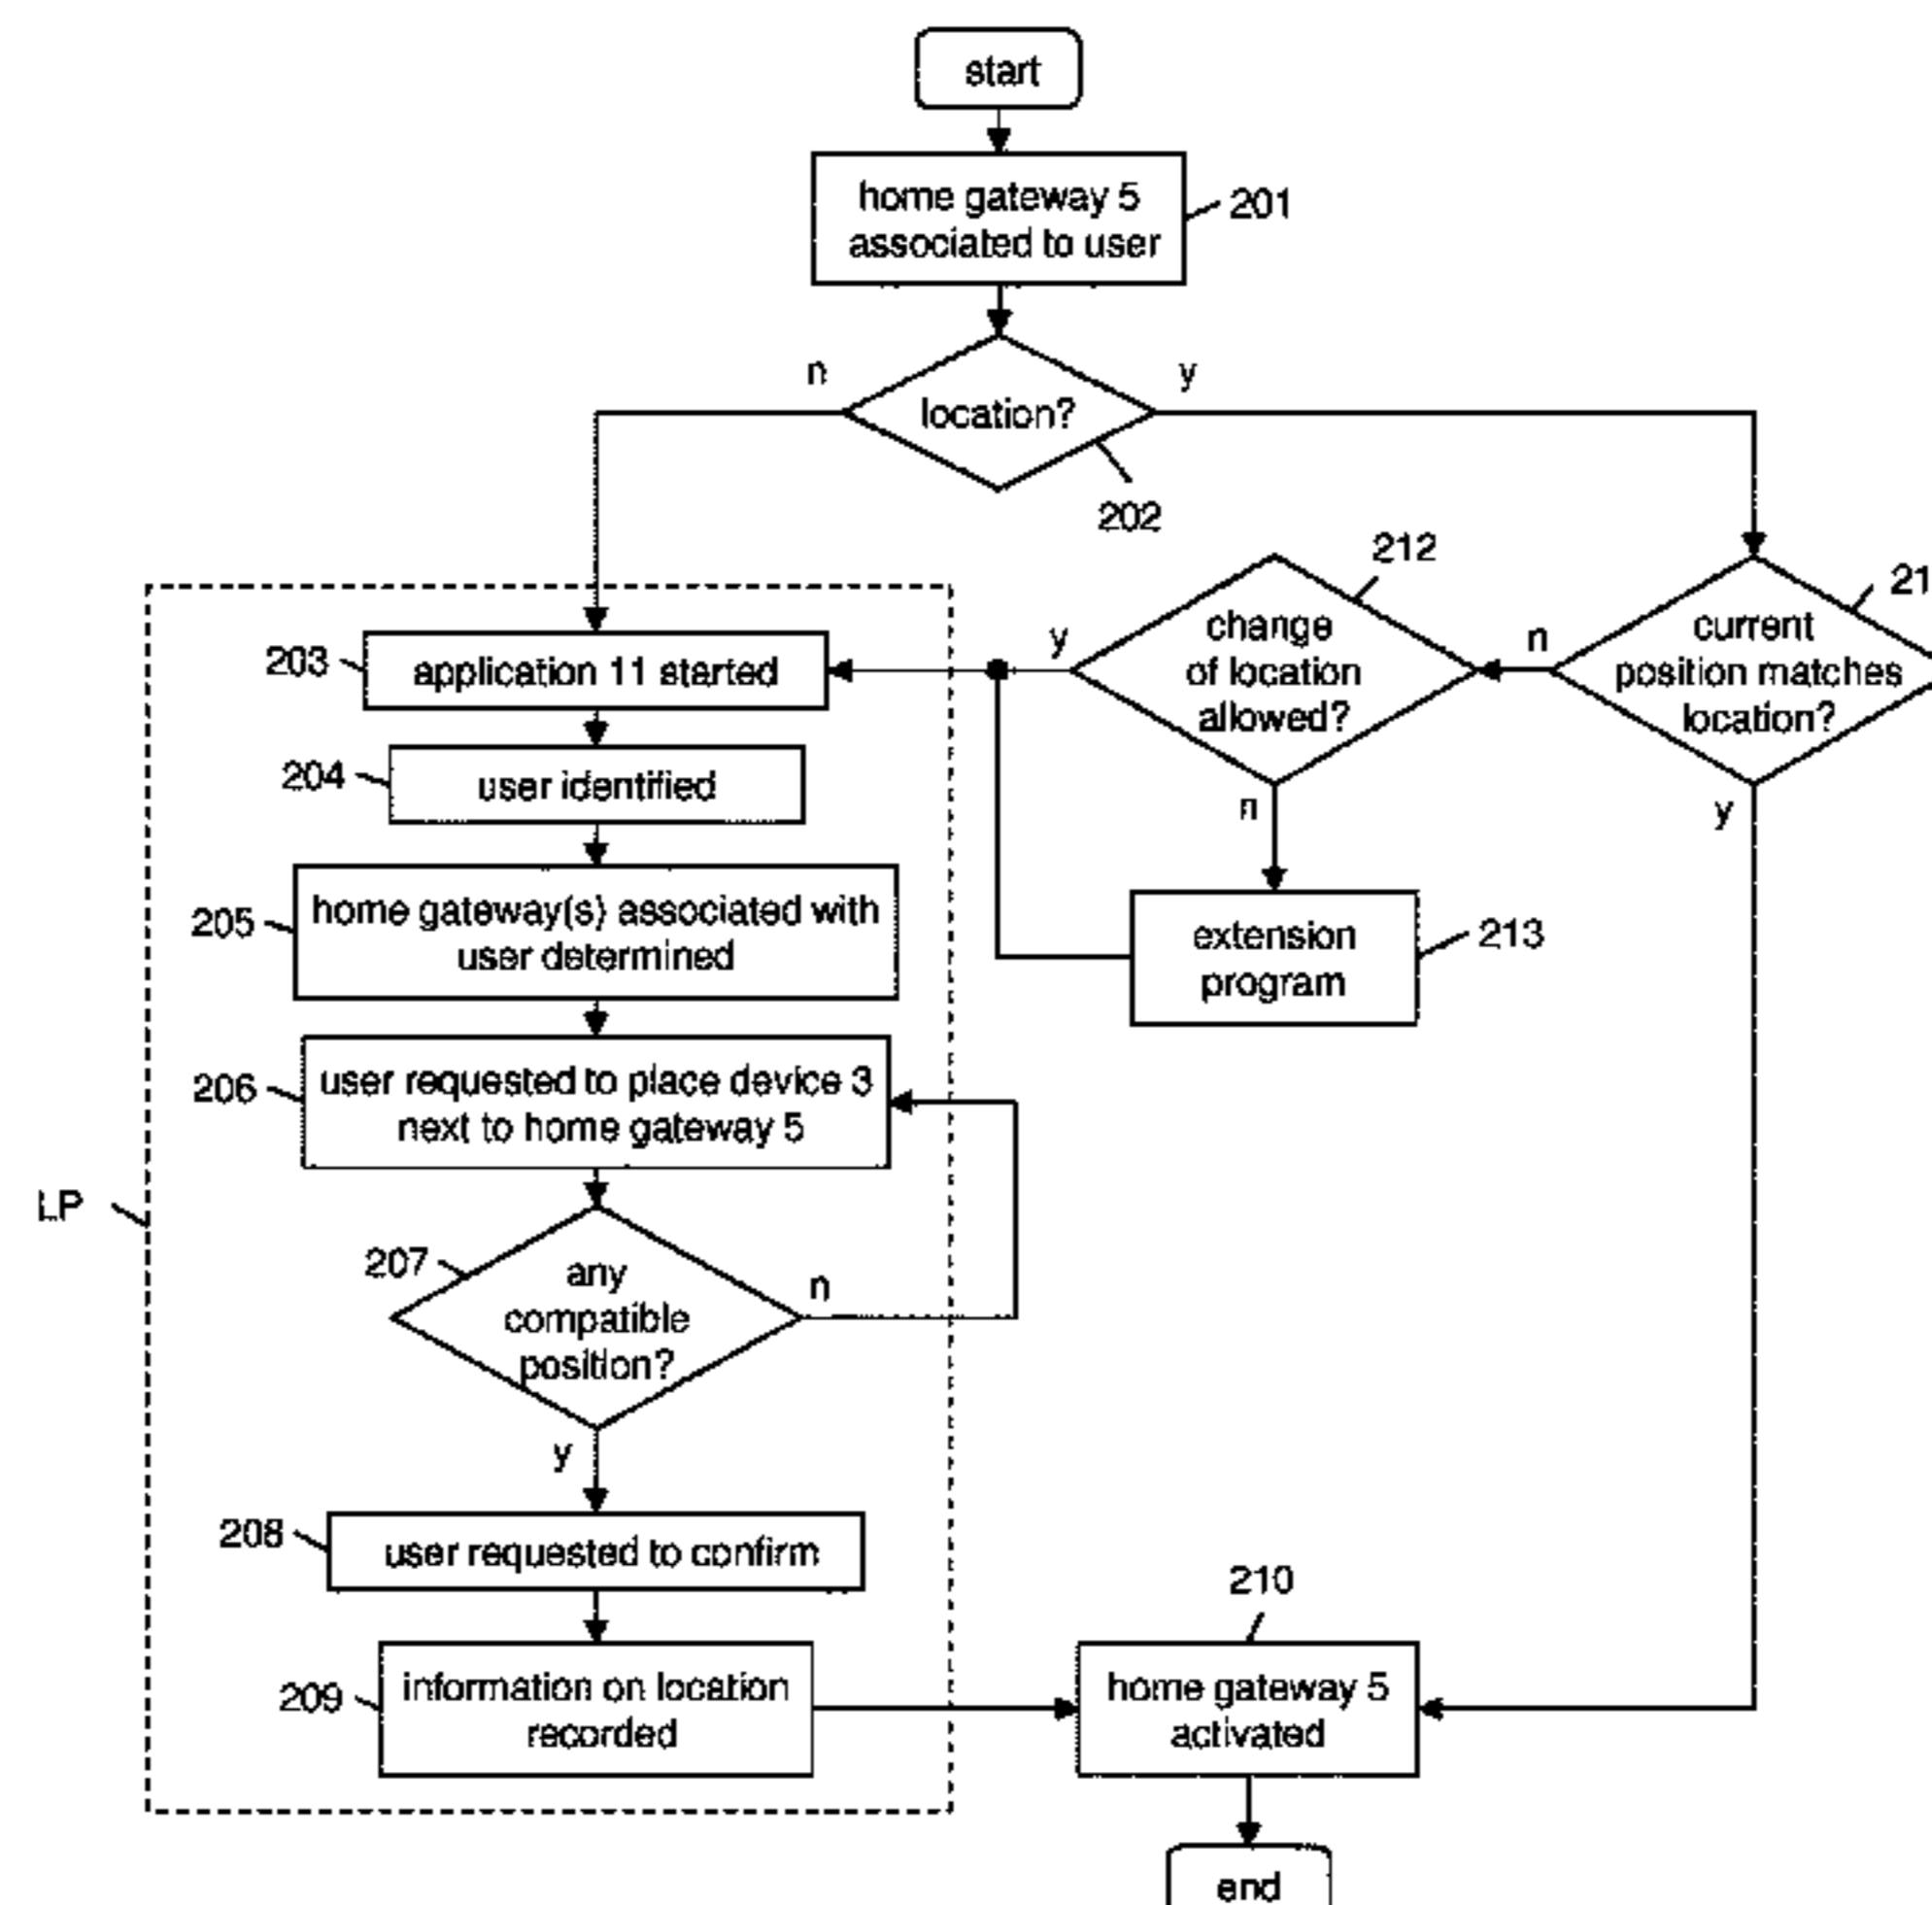 start
home gateway 5
associated to user
201
n
y
location?
202
212
21
change
of location
allowed?
y
n
current
position matches
location?
n
y
203
application 11 started
204
user identified
205
home gateway(s) associated with
user determined
extension
program
213
206
user requested to place device 3
next to home gateway 5
LP
207
any
compatible
position?
n
y
208
user requested to confirm
210
209
information on location
recorded
home gateway 5
activated
end